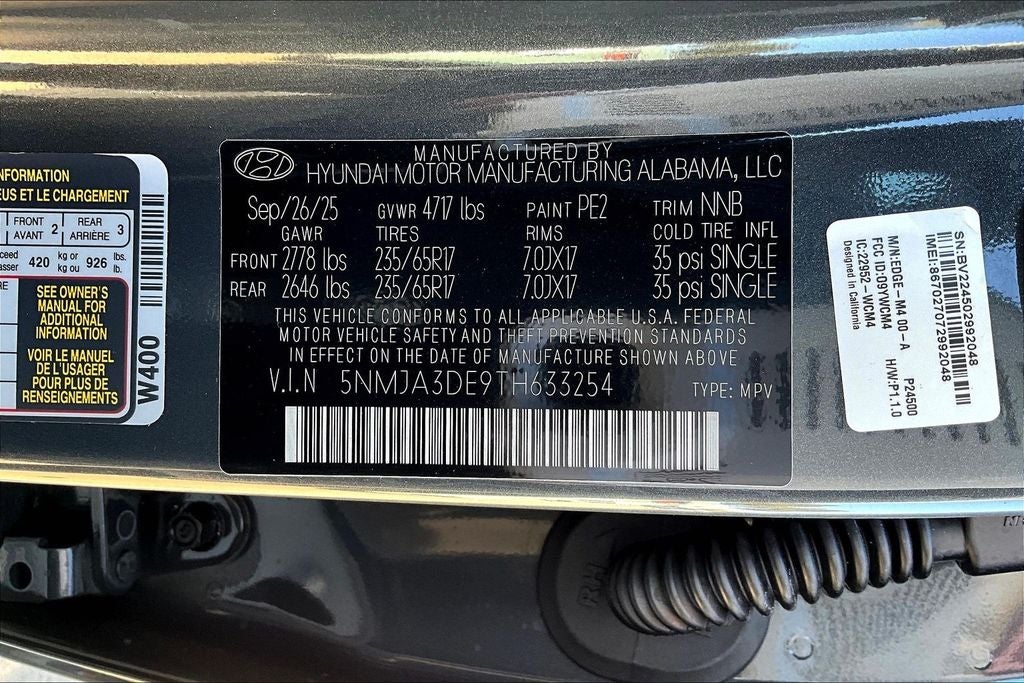 INFORMATION
EUS ET LE CHARGEMENT
FRONT AVANT 2 REAR ARRIÈRE 3
420 kg or kg ou 926 lbs. lb.
SEE OWNER'S
MANUAL FOR
ADDITIONAL
INFORMATION
VOIR LE MANUEL
DE L'USAGER
POUR PLUS DE
RENSEIGNEMENTS
W400
MANUFACTURED BY
HYUNDAI MOTOR MANUFACTURING ALABAMA, LLC
Sep/26/25 GVWR 4717 lbs PAINT PE2 TRIM NNB
GAWR TIRES RIMS COLD TIRE INFL
FRONT 2778 lbs 235/65R17 7.0JX17 35 psi SINGLE
REAR 2646 lbs 235/65R17 7.0JX17 35 psi SINGLE
THIS VEHICLE CONFORMS TO ALL APPLICABLE U.S.A. FEDERAL
MOTOR VEHICLE SAFETY AND THEFT PREVENTION STANDARDS
IN EFFECT ON THE DATE OF MANUFACTURE SHOWN ABOVE
V.I.N 5NMJA3DE9TH633254 TYPE: MPV
SN:BV224502992048
IMEI:867027072992048
M/N:EDGE-M4 00-A P24500
FCC ID:09YWCM4 H/W:P1.1.0
IC:22952-WCM4
Designed in California
RH